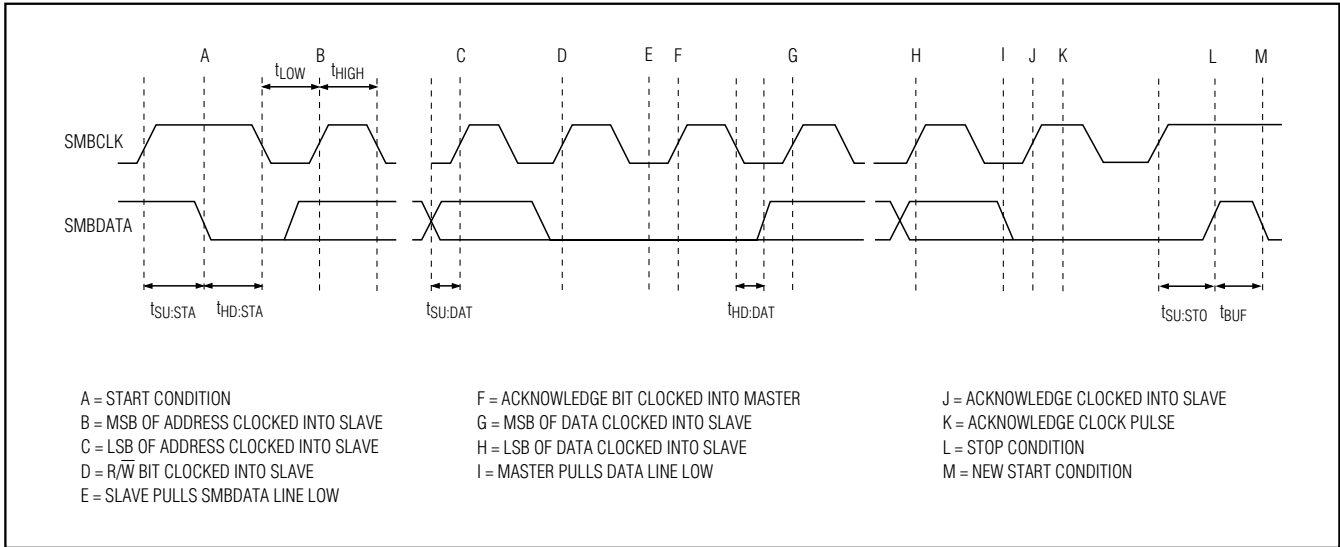 A B C D E F G H I J K L M
tLOW tHIGH
SMBCLK
SMBDATA
tSU:STA tHD:STA tSU:DAT tHD:DAT tSU:STO tBUF
A = START CONDITION
B = MSB OF ADDRESS CLOCKED INTO SLAVE
C = LSB OF ADDRESS CLOCKED INTO SLAVE
D = R/W̅ BIT CLOCKED INTO SLAVE
E = SLAVE PULLS SMBDATA LINE LOW
F = ACKNOWLEDGE BIT CLOCKED INTO MASTER
G = MSB OF DATA CLOCKED INTO SLAVE
H = LSB OF DATA CLOCKED INTO SLAVE
I = MASTER PULLS DATA LINE LOW
J = ACKNOWLEDGE CLOCKED INTO SLAVE
K = ACKNOWLEDGE CLOCK PULSE
L = STOP CONDITION
M = NEW START CONDITION